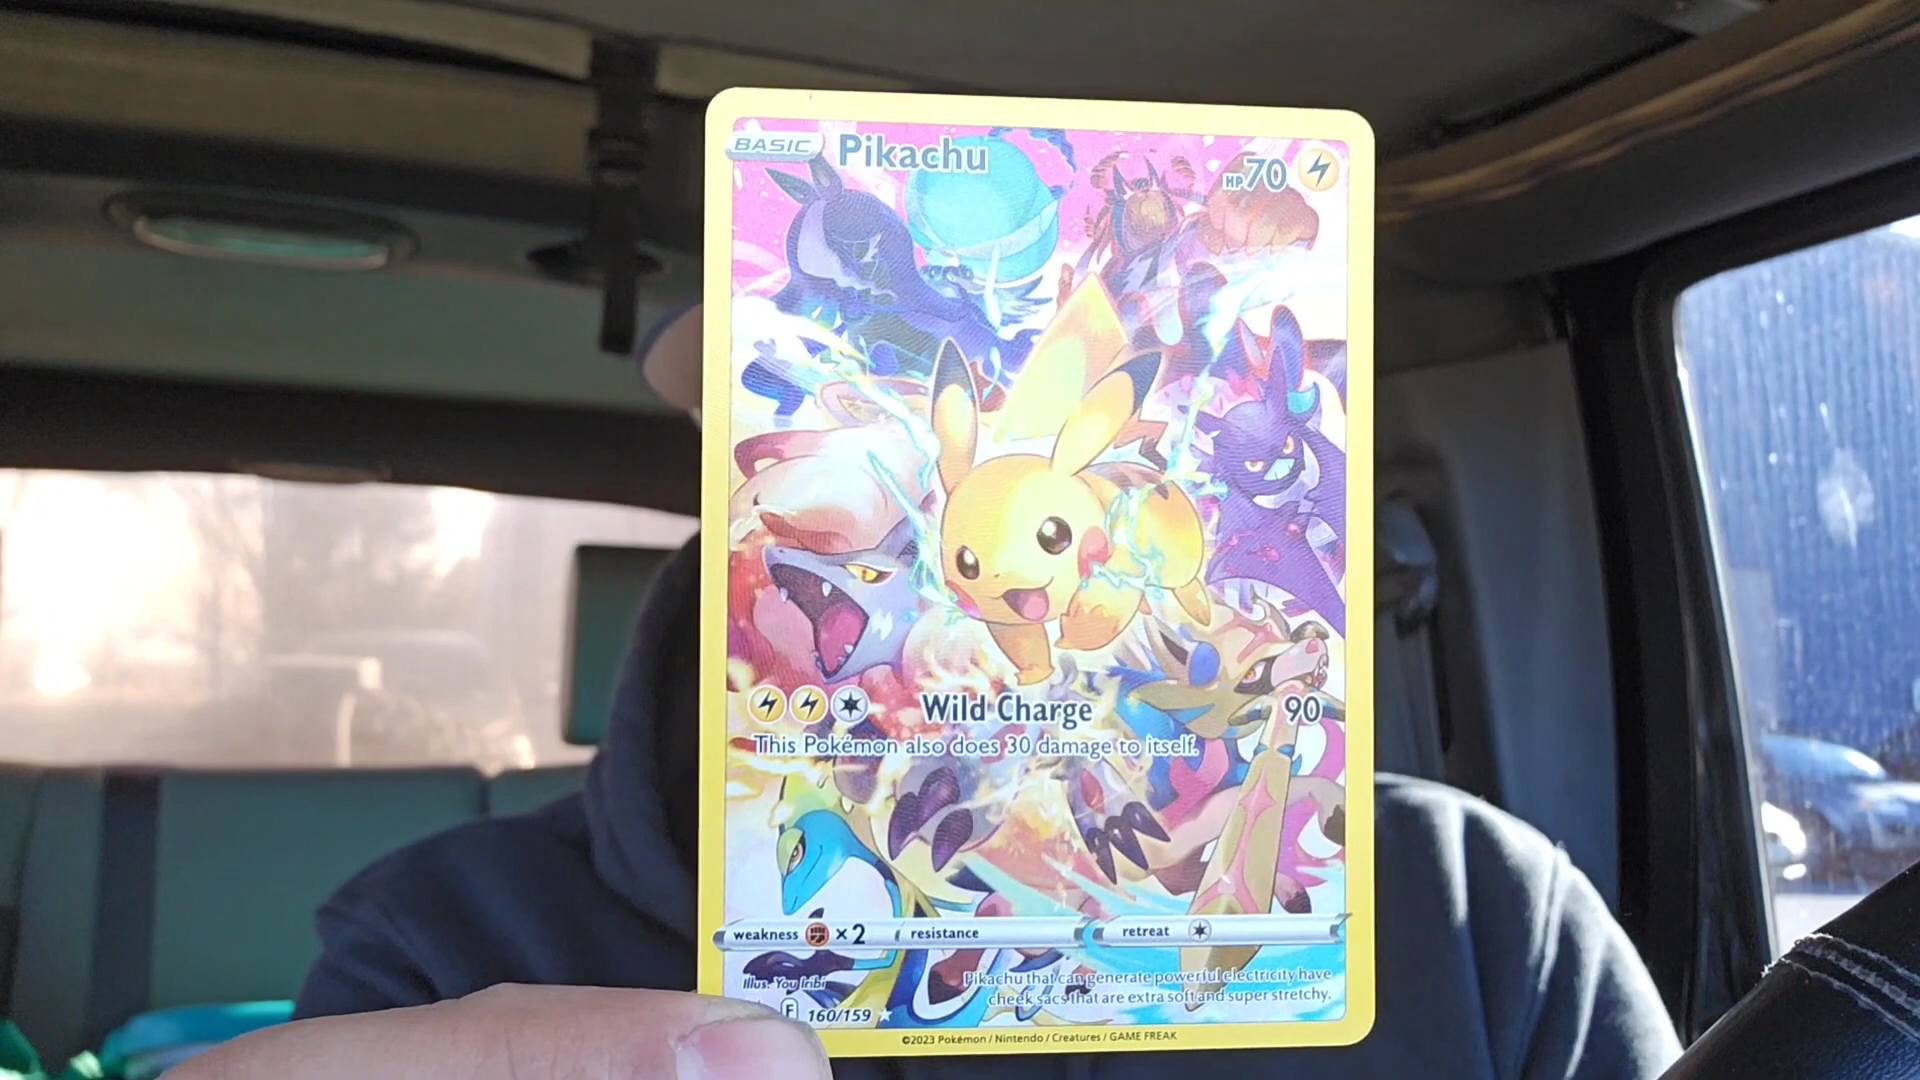 BASIC Pikachu HP 70
Wild Charge 90
This Pokémon also does 30 damage to itself.
weakness ×2 resistance retreat
Illus. You Iribi
Pikachu that can generate powerful electricity have
cheek sacs that are extra soft and super stretchy.
F 160/159
©2023 Pokémon / Nintendo / Creatures / GAME FREAK